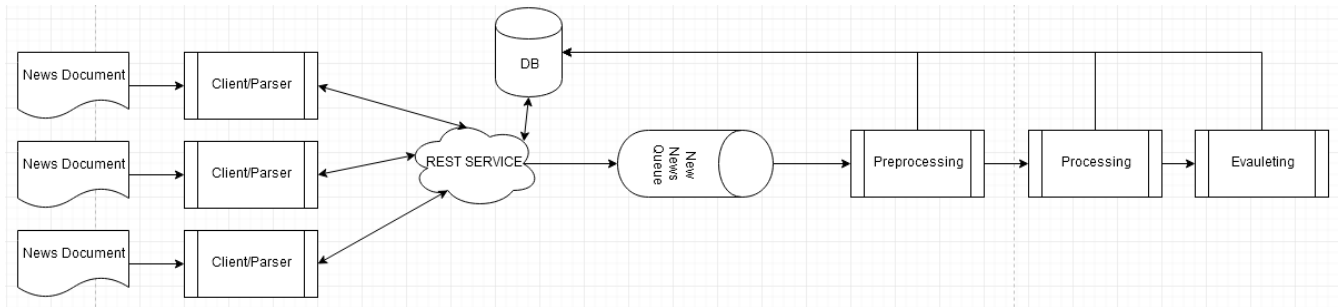 News Document
Client/Parser
DB
News Document
Client/Parser
REST SERVICE
New
News
Queue
Preprocessing
Processing
Evauleting
News Document
Client/Parser